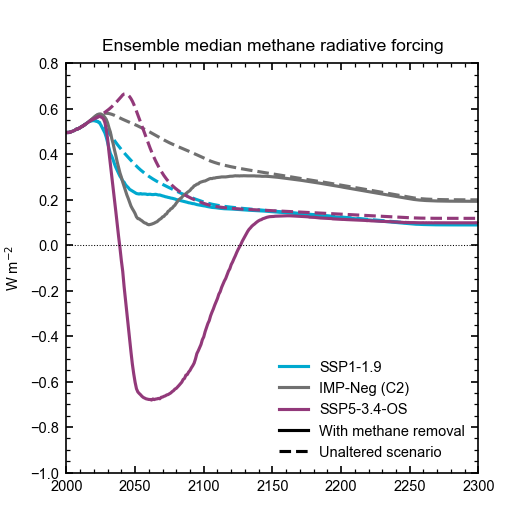 Ensemble median methane radiative forcing
0.8
0.6
0.4
0.2
0.0
−0.2
−0.4
−0.6
−0.8
−1.0
W m⁻²
SSP1-1.9
IMP-Neg (C2)
SSP5-3.4-OS
With methane removal
Unaltered scenario
2000 2050 2100 2150 2200 2250 2300